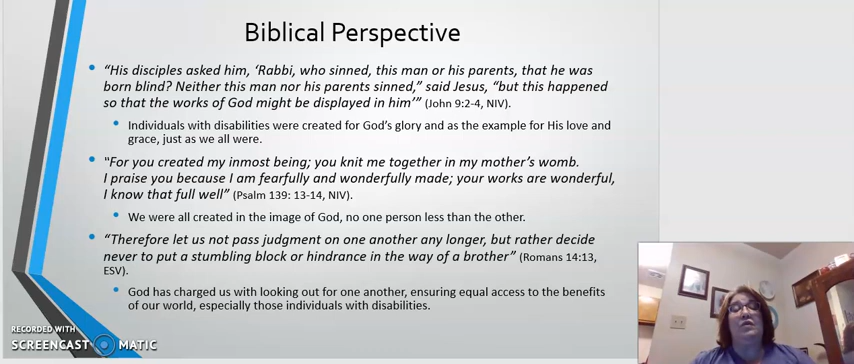 Biblical Perspective
“His disciples asked him, ‘Rabbi, who sinned, this man or his parents, that he was
born blind? Neither this man nor his parents sinned,” said Jesus, “but this happened
so that the works of God might be displayed in him’” (John 9:2-4, NIV).
Individuals with disabilities were created for God’s glory and as the example for His love and
grace, just as we all were.
“For you created my inmost being; you knit me together in my mother’s womb.
I praise you because I am fearfully and wonderfully made; your works are wonderful,
I know that full well” (Psalm 139: 13-14, NIV).
We were all created in the image of God, no one person less than the other.
“Therefore let us not pass judgment on one another any longer, but rather decide
never to put a stumbling block or hindrance in the way of a brother” (Romans 14:13,
ESV).
God has charged us with looking out for one another, ensuring equal access to the benefits
of our world, especially those individuals with disabilities.
RECORDED WITH
SCREENCAST MATIC